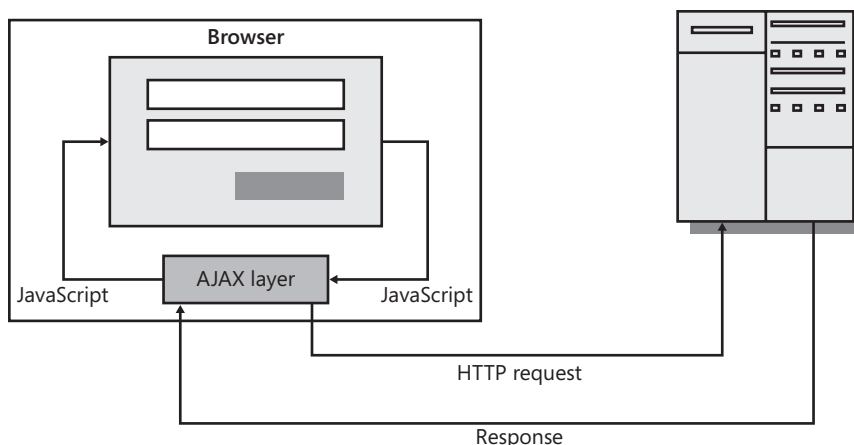 Browser
AJAX layer
JavaScript
JavaScript
HTTP request
Response